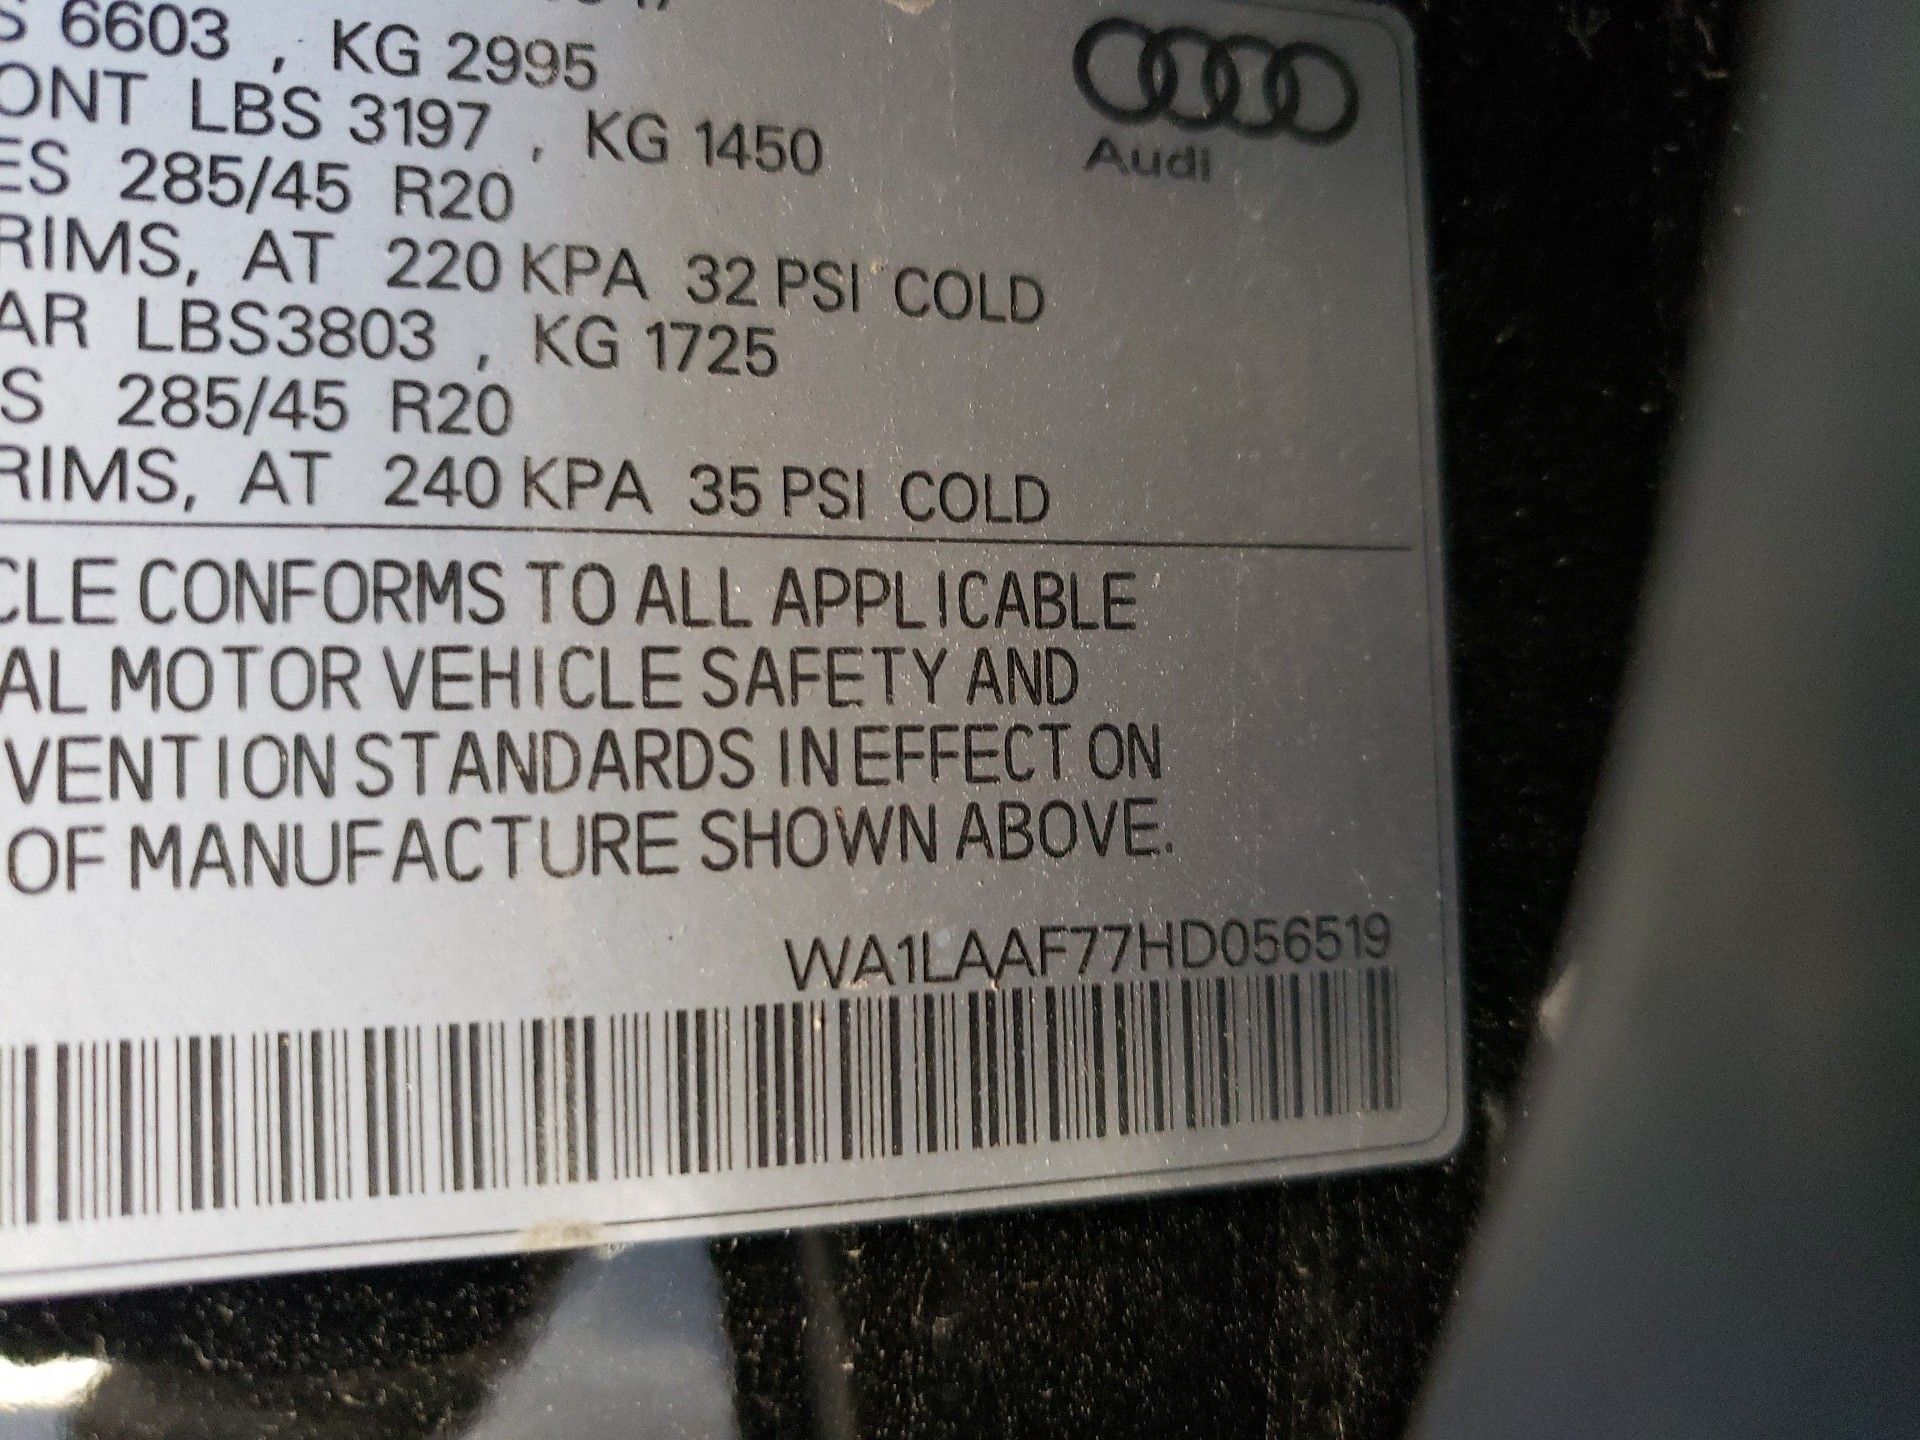 S 6603 , KG 2995
Audi
ONT LBS 3197 , KG 1450
ES 285/45 R20
RIMS, AT 220 KPA 32 PSI COLD
AR LBS3803 , KG 1725
S 285/45 R20
RIMS, AT 240 KPA 35 PSI COLD
CLE CONFORMS TO ALL APPLICABLE
AL MOTOR VEHICLE SAFETY AND
VENTION STANDARDS IN EFFECT ON
OF MANUFACTURE SHOWN ABOVE.
WA1LAAF77HD056519